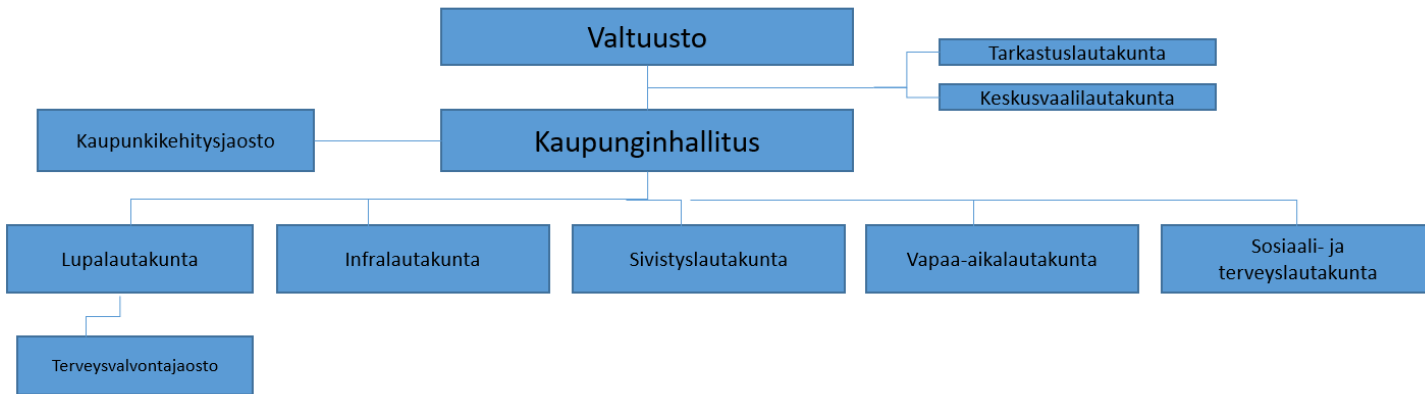 Valtuusto
Tarkastuslautakunta
Keskusvaalilautakunta
Kaupunkikehitysjaosto
Kaupunginhallitus
Lupalautakunta
Infralautakunta
Sivistyslautakunta
Vapaa-aikalautakunta
Sosiaali- ja
terveyslautakunta
Terveysvalvontajaosto